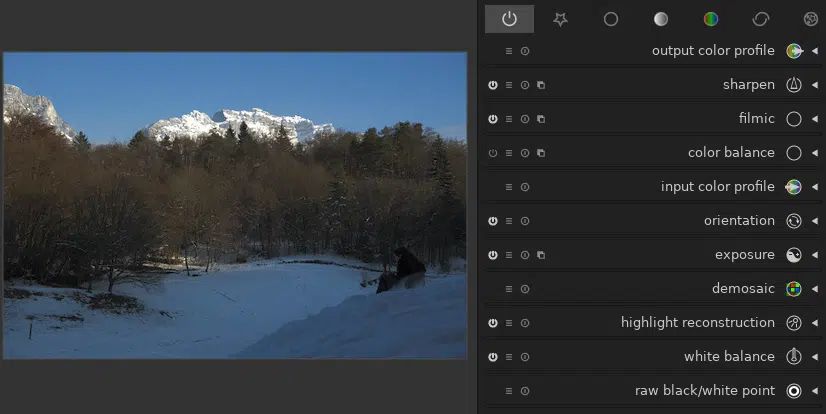 output color profile
sharpen
filmic
color balance
input color profile
orientation
exposure
demosaic
highlight reconstruction
white balance
raw black/white point